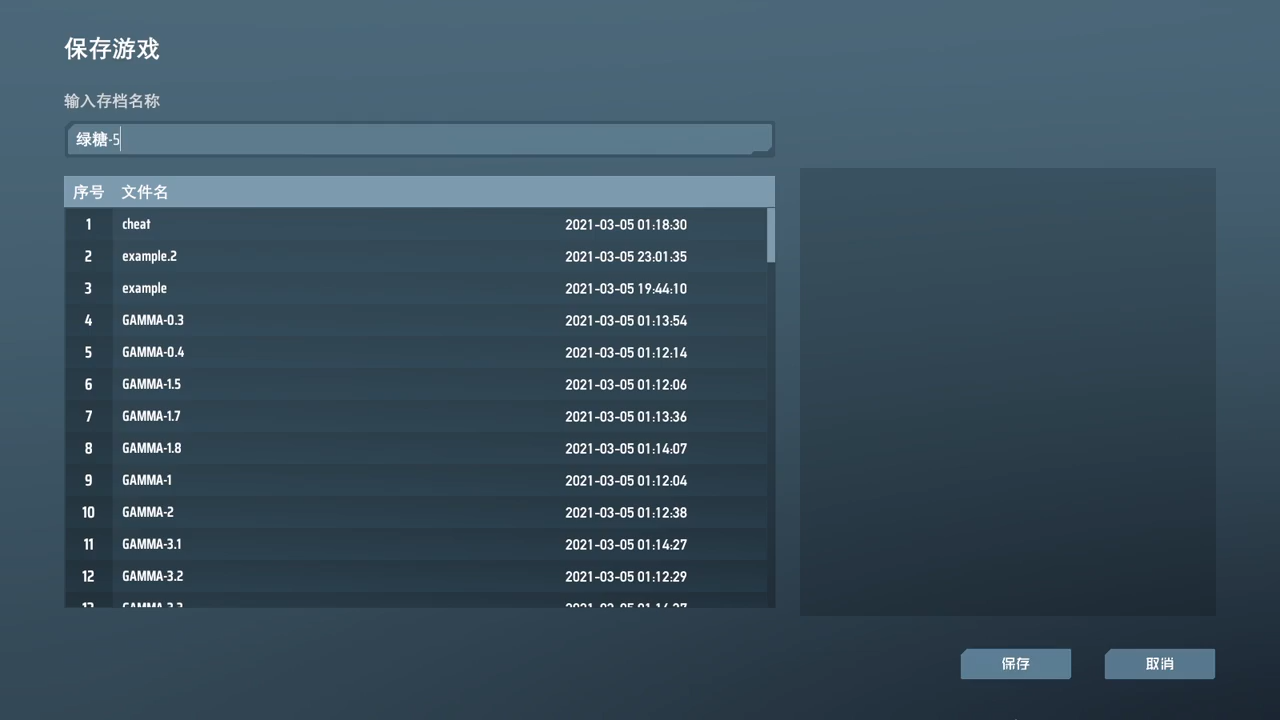 保存游戏
输入存档名称
绿糖-5
序号 文件名
1 cheat 2021-03-05 01:18:30
2 example.2 2021-03-05 23:01:35
3 example 2021-03-05 19:44:10
4 GAMMA-0.3 2021-03-05 01:13:54
5 GAMMA-0.4 2021-03-05 01:12:14
6 GAMMA-1.5 2021-03-05 01:12:06
7 GAMMA-1.7 2021-03-05 01:13:36
8 GAMMA-1.8 2021-03-05 01:14:07
9 GAMMA-1 2021-03-05 01:12:04
10 GAMMA-2 2021-03-05 01:12:38
11 GAMMA-3.1 2021-03-05 01:14:27
12 GAMMA-3.2 2021-03-05 01:12:29
保存 取消